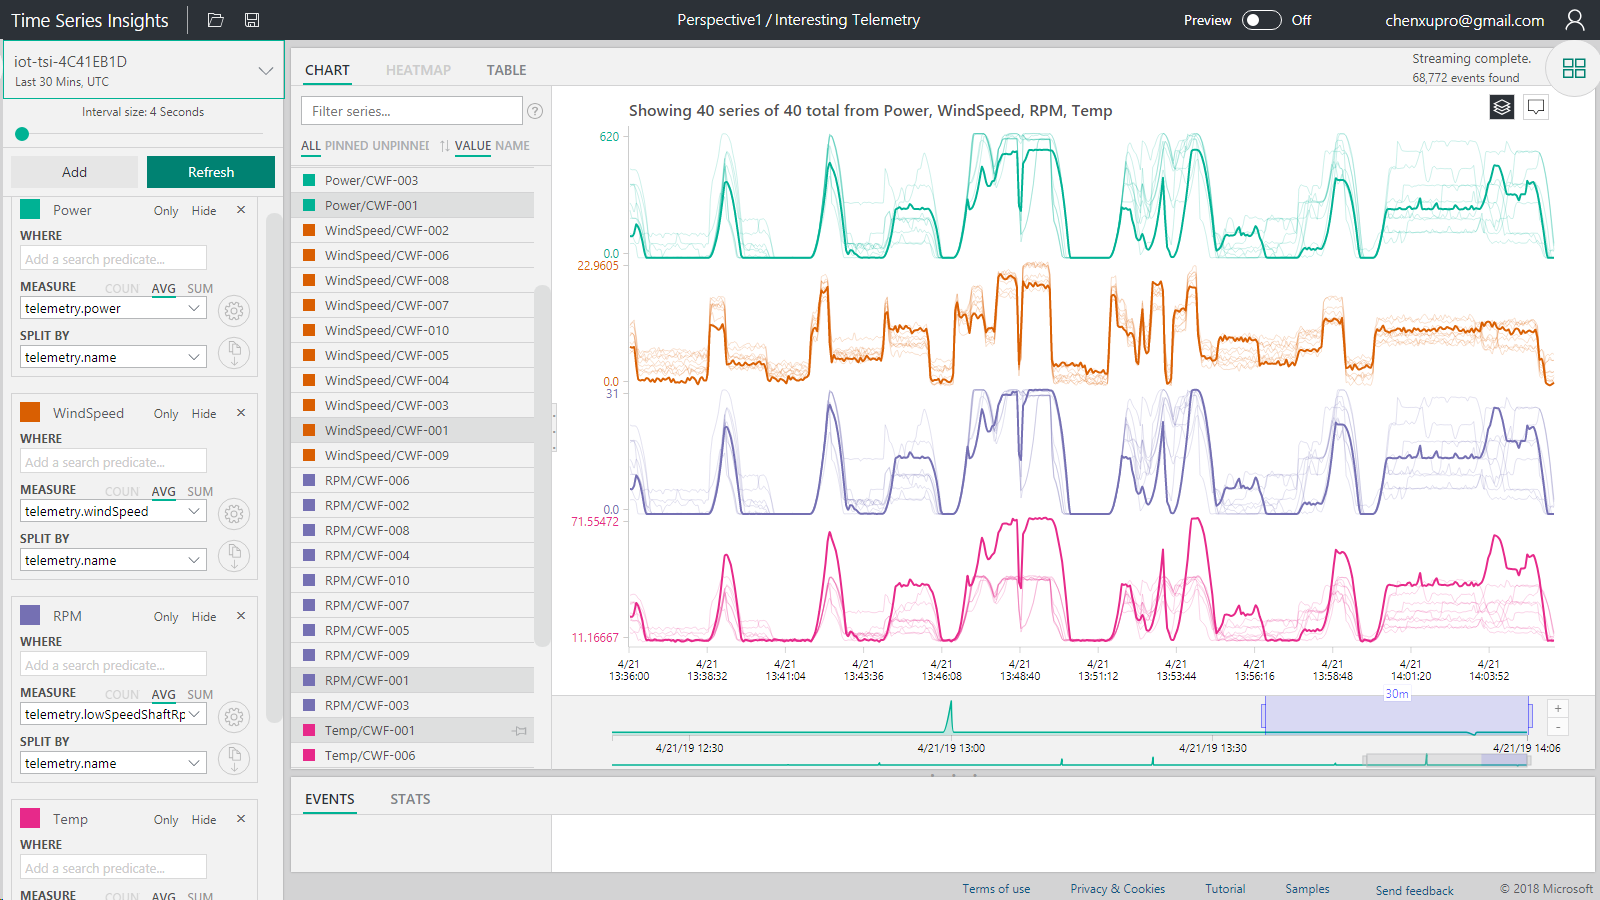 Time Series Insights
Perspective1 / Interesting Telemetry
Preview Off
chenxupro@gmail.com
iot-tsi-4C41EB1D
Last 30 Mins, UTC
Interval size: 4 Seconds
Add Refresh
Power Only Hide ×
WHERE
Add a search predicate...
MEASURE COUN AVG SUM
telemetry.power
SPLIT BY
telemetry.name
WindSpeed Only Hide ×
WHERE
Add a search predicate...
MEASURE COUN AVG SUM
telemetry.windSpeed
SPLIT BY
telemetry.name
RPM Only Hide ×
WHERE
Add a search predicate...
MEASURE COUN AVG SUM
telemetry.lowSpeedShaftRp
SPLIT BY
telemetry.name
Temp Only Hide ×
WHERE
Add a search predicate...
MEASURE COUN AVG SUM
CHART HEATMAP TABLE
Streaming complete.
68,772 events found
Filter series...
?
ALL PINNED UNPINNED VALUE NAME
Power/CWF-003
Power/CWF-001
WindSpeed/CWF-002
WindSpeed/CWF-006
WindSpeed/CWF-008
WindSpeed/CWF-007
WindSpeed/CWF-010
WindSpeed/CWF-005
WindSpeed/CWF-004
WindSpeed/CWF-003
WindSpeed/CWF-001
WindSpeed/CWF-009
RPM/CWF-006
RPM/CWF-002
RPM/CWF-008
RPM/CWF-004
RPM/CWF-010
RPM/CWF-007
RPM/CWF-005
RPM/CWF-009
RPM/CWF-001
RPM/CWF-003
Temp/CWF-001
Temp/CWF-006
Showing 40 series of 40 total from Power, WindSpeed, RPM, Temp
620
0.0
22.9605
0.0
31
0.0
71.55472
11.16667
4/21 4/21 4/21 4/21 4/21 4/21 4/21 4/21 4/21 4/21 4/21 4/21
13:36:00 13:38:32 13:41:04 13:43:36 13:46:08 13:48:40 13:51:12 13:53:44 13:56:16 13:58:48 14:01:20 14:03:52
30m
+
-
4/21/19 12:30 4/21/19 13:00 4/21/19 13:30 4/21/19 14:06
EVENTS STATS
Terms of use Privacy & Cookies Tutorial Samples Send feedback © 2018 Microsoft